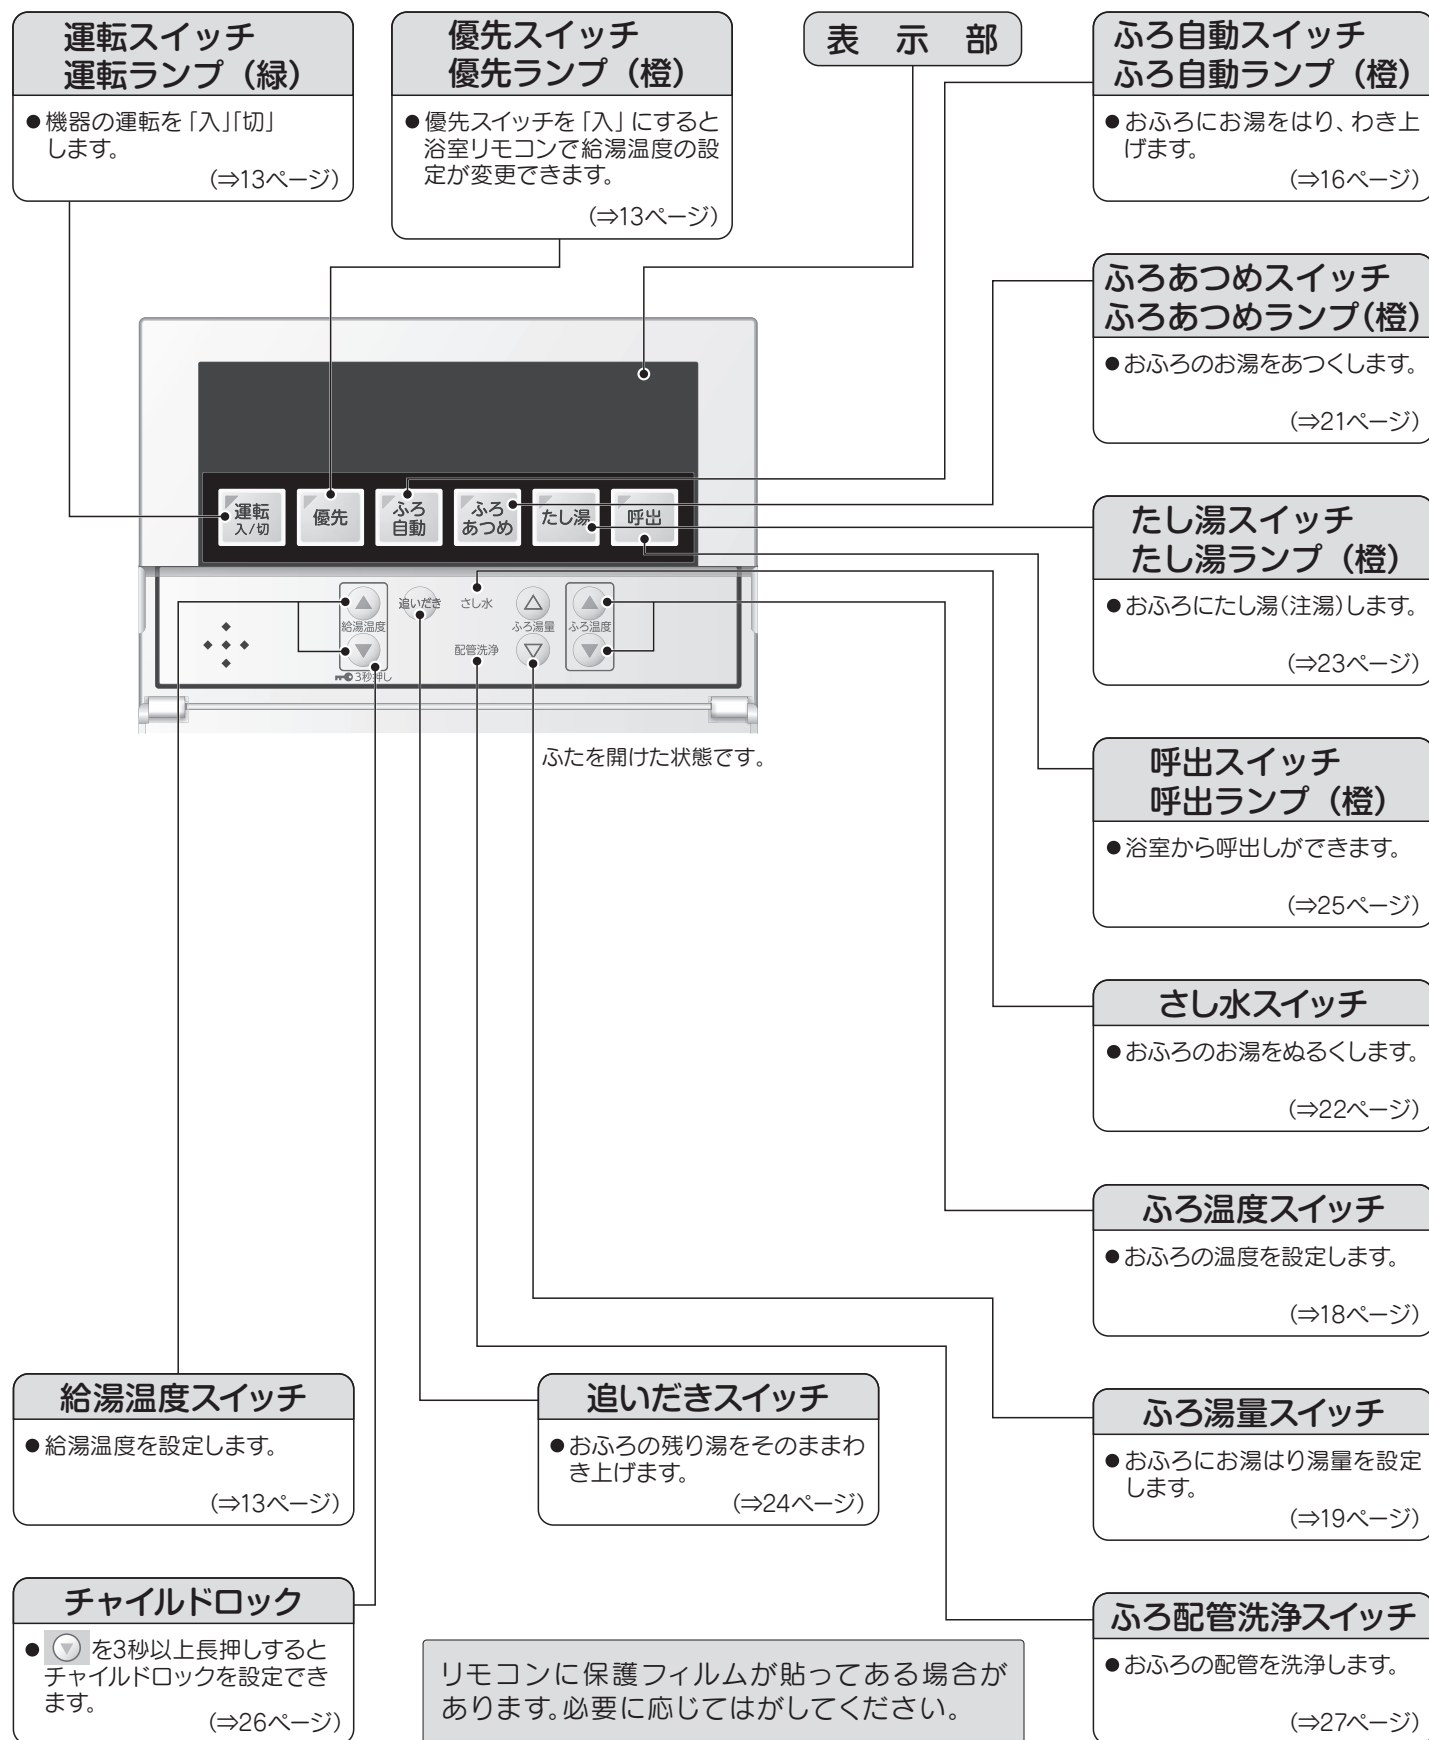 運転スイッチ
運転ランプ（緑）
●機器の運転を「入」「切」
します。
（⇒13ページ）
優先スイッチ
優先ランプ（橙）
●優先スイッチを「入」にすると
浴室リモコンで給湯温度の設
定が変更できます。
（⇒13ページ）
表示部
ふろ自動スイッチ
ふろ自動ランプ（橙）
●おふろにお湯をはり、わき上
げます。
（⇒16ページ）
ふろあつめスイッチ
ふろあつめランプ（橙）
●おふろのお湯をあつくします。
（⇒21ページ）
たし湯スイッチ
たし湯ランプ（橙）
●おふろにたし湯（注湯）します。
（⇒23ページ）
呼出スイッチ
呼出ランプ（橙）
●浴室から呼出しができます。
（⇒25ページ）
さし水スイッチ
●おふろのお湯をぬるくします。
（⇒22ページ）
ふろ温度スイッチ
●おふろの温度を設定します。
（⇒18ページ）
ふろ湯量スイッチ
●おふろにお湯はり湯量を設定
します。
（⇒19ページ）
ふろ配管洗浄スイッチ
●おふろの配管を洗浄します。
（⇒27ページ）
運転
入/切
優先
ふろ
自動
ふろ
あつめ
たし湯
呼出
給湯温度
3秒押し
追いだき
さし水
配管洗浄
ふろ湯量
ふろ温度
ふたを開けた状態です。
給湯温度スイッチ
●給湯温度を設定します。
（⇒13ページ）
追いだきスイッチ
●おふろの残り湯をそのままわ
き上げます。
（⇒24ページ）
チャイルドロック
●▽を3秒以上長押しすると
チャイルドロックを設定でき
ます。
（⇒26ページ）
リモコンに保護フィルムが貼ってある場合が
あります。必要に応じてはがしてください。